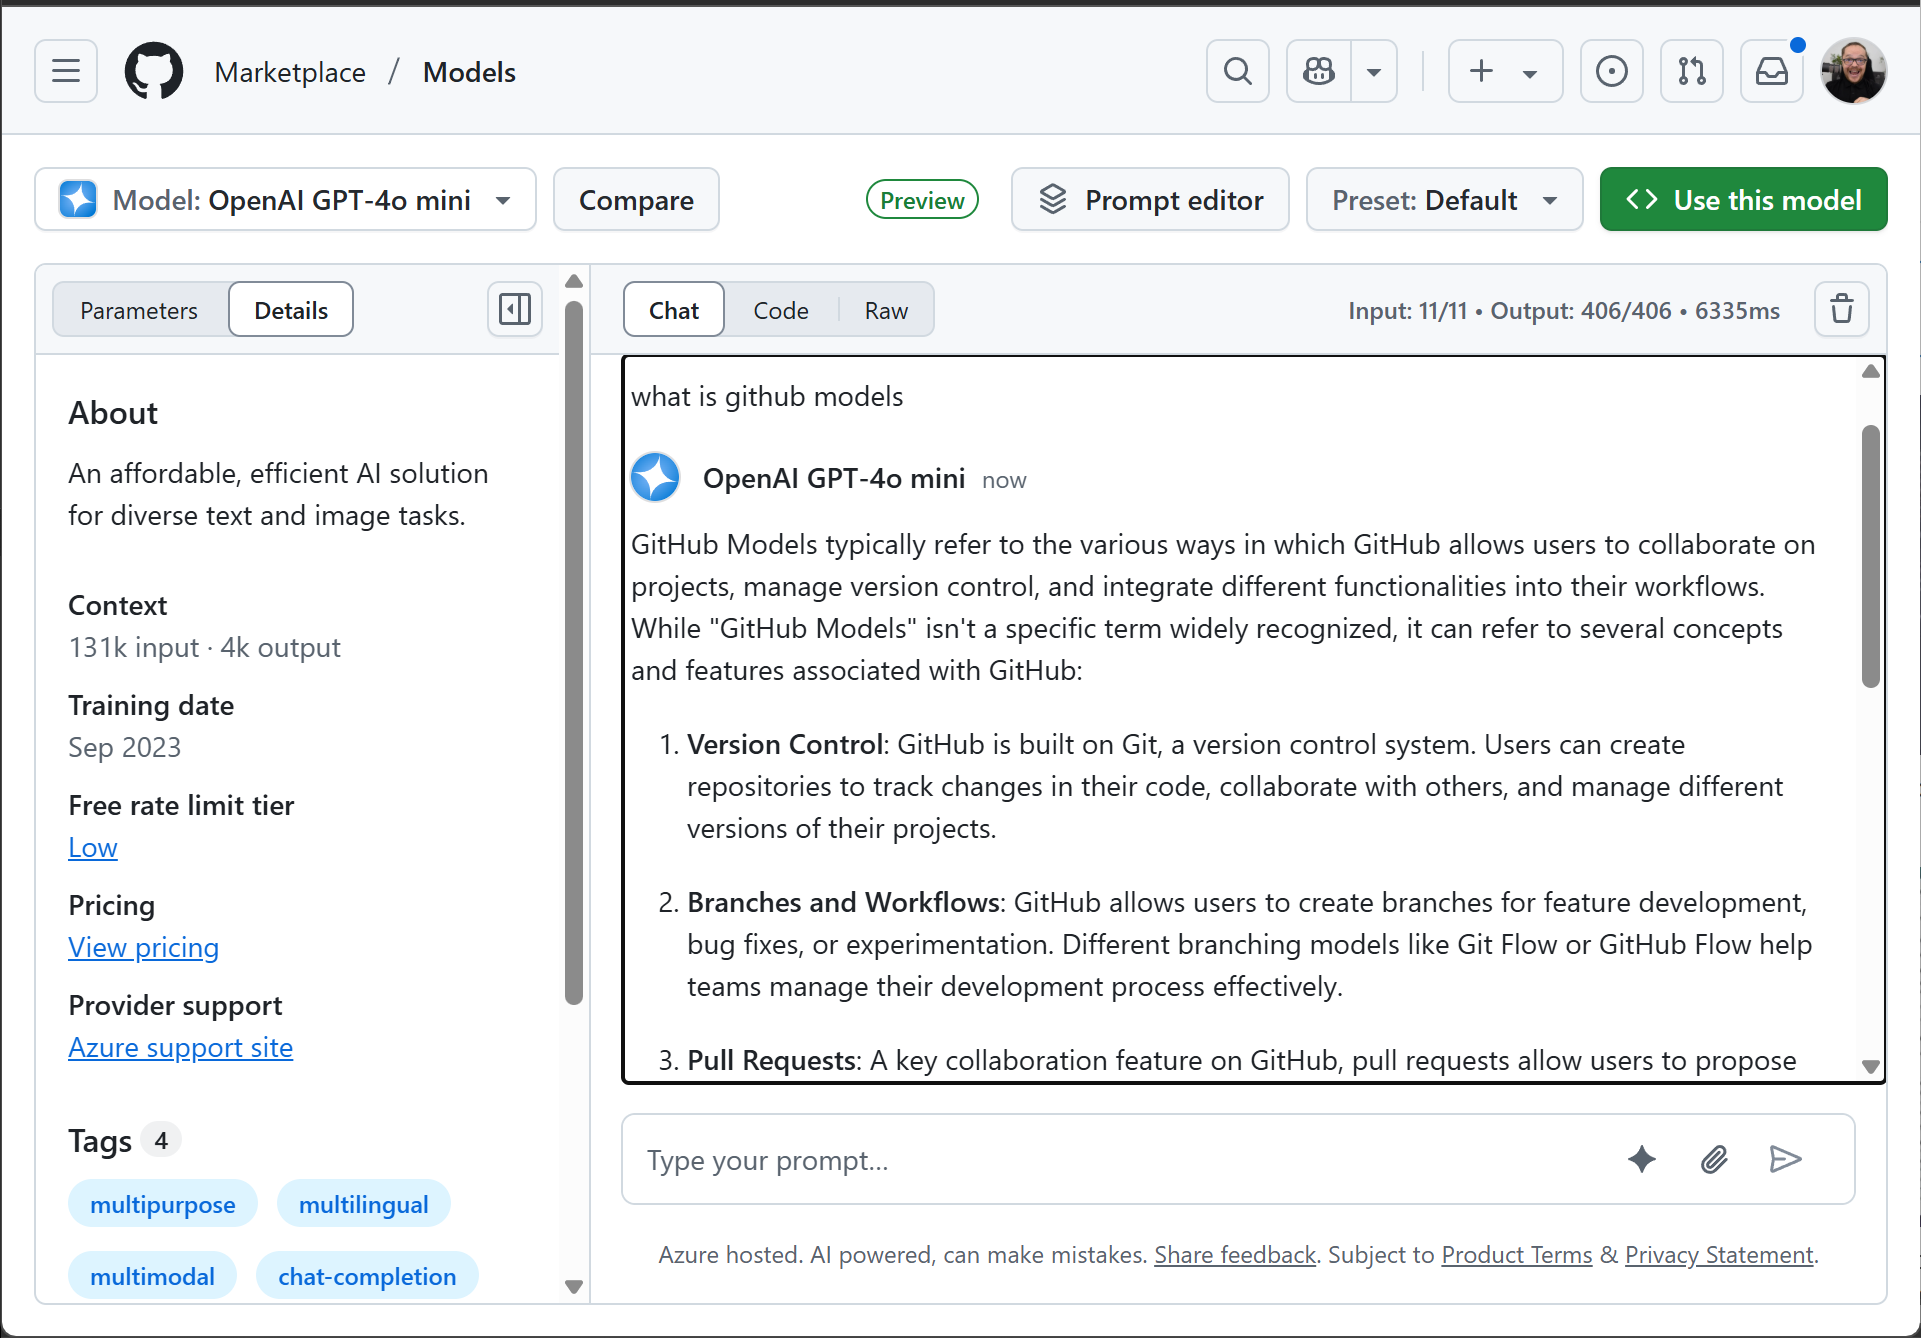 Marketplace / Models
Model: OpenAI GPT-4o mini
Compare
Preview
Prompt editor
Preset: Default
Use this model
Parameters
Details
About
An affordable, efficient AI solution
for diverse text and image tasks.
Context
131k input · 4k output
Training date
Sep 2023
Free rate limit tier
Low
Pricing
View pricing
Provider support
Azure support site
Tags 4
multipurpose
multilingual
multimodal
chat-completion
Chat
Code
Raw
Input: 11/11 • Output: 406/406 • 6335ms
what is github models
OpenAI GPT-4o mini now
GitHub Models typically refer to the various ways in which GitHub allows users to collaborate on
projects, manage version control, and integrate different functionalities into their workflows.
While "GitHub Models" isn't a specific term widely recognized, it can refer to several concepts
and features associated with GitHub:
1. Version Control: GitHub is built on Git, a version control system. Users can create
repositories to track changes in their code, collaborate with others, and manage different
versions of their projects.
2. Branches and Workflows: GitHub allows users to create branches for feature development,
bug fixes, or experimentation. Different branching models like Git Flow or GitHub Flow help
teams manage their development process effectively.
3. Pull Requests: A key collaboration feature on GitHub, pull requests allow users to propose
Type your prompt...
Azure hosted. AI powered, can make mistakes. Share feedback. Subject to Product Terms & Privacy Statement.